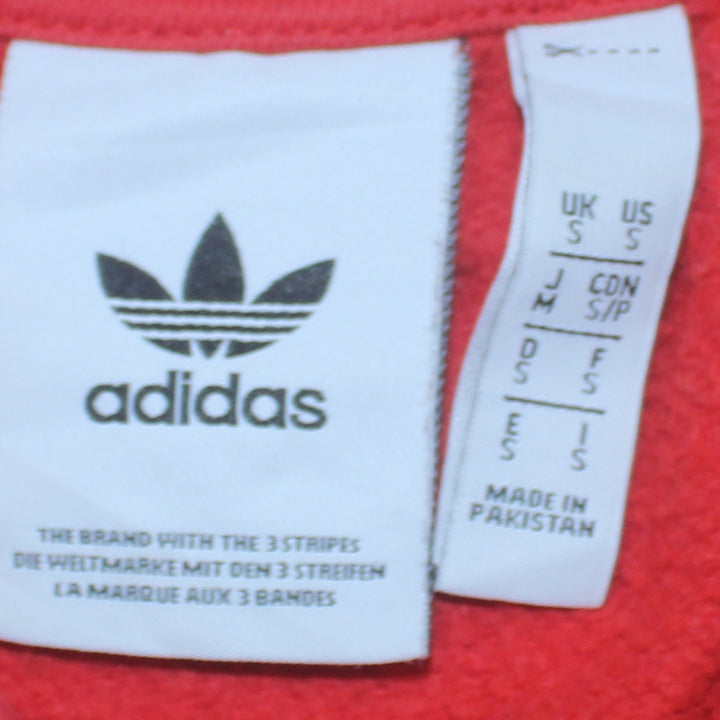 adidas
THE BRAND WITH THE 3 STRIPES
DIE WELTMARKE MIT DEN 3 STREIFEN
LA MARQUE AUX 3 BANDES
UK US
S S
J CDN
M S/P
D F
S S
E I
S S
MADE IN
PAKISTAN